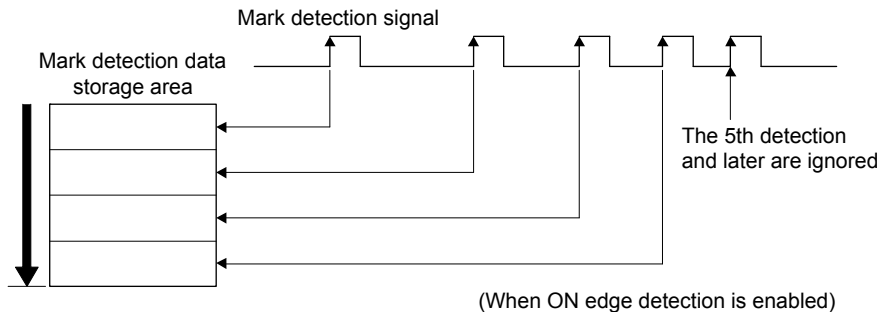 Mark detection signal
Mark detection data
storage area
The 5th detection
and later are ignored
(When ON edge detection is enabled)